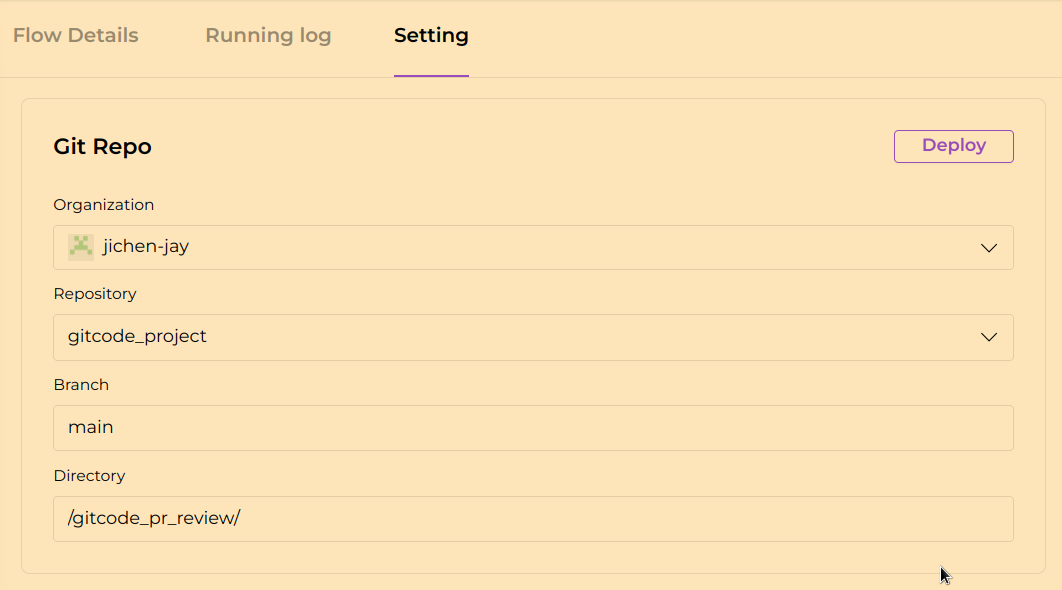 Flow Details Running log Setting
Git Repo Deploy
Organization
jichen-jay
Repository
gitcode_project
Branch
main
Directory
/gitcode_pr_review/